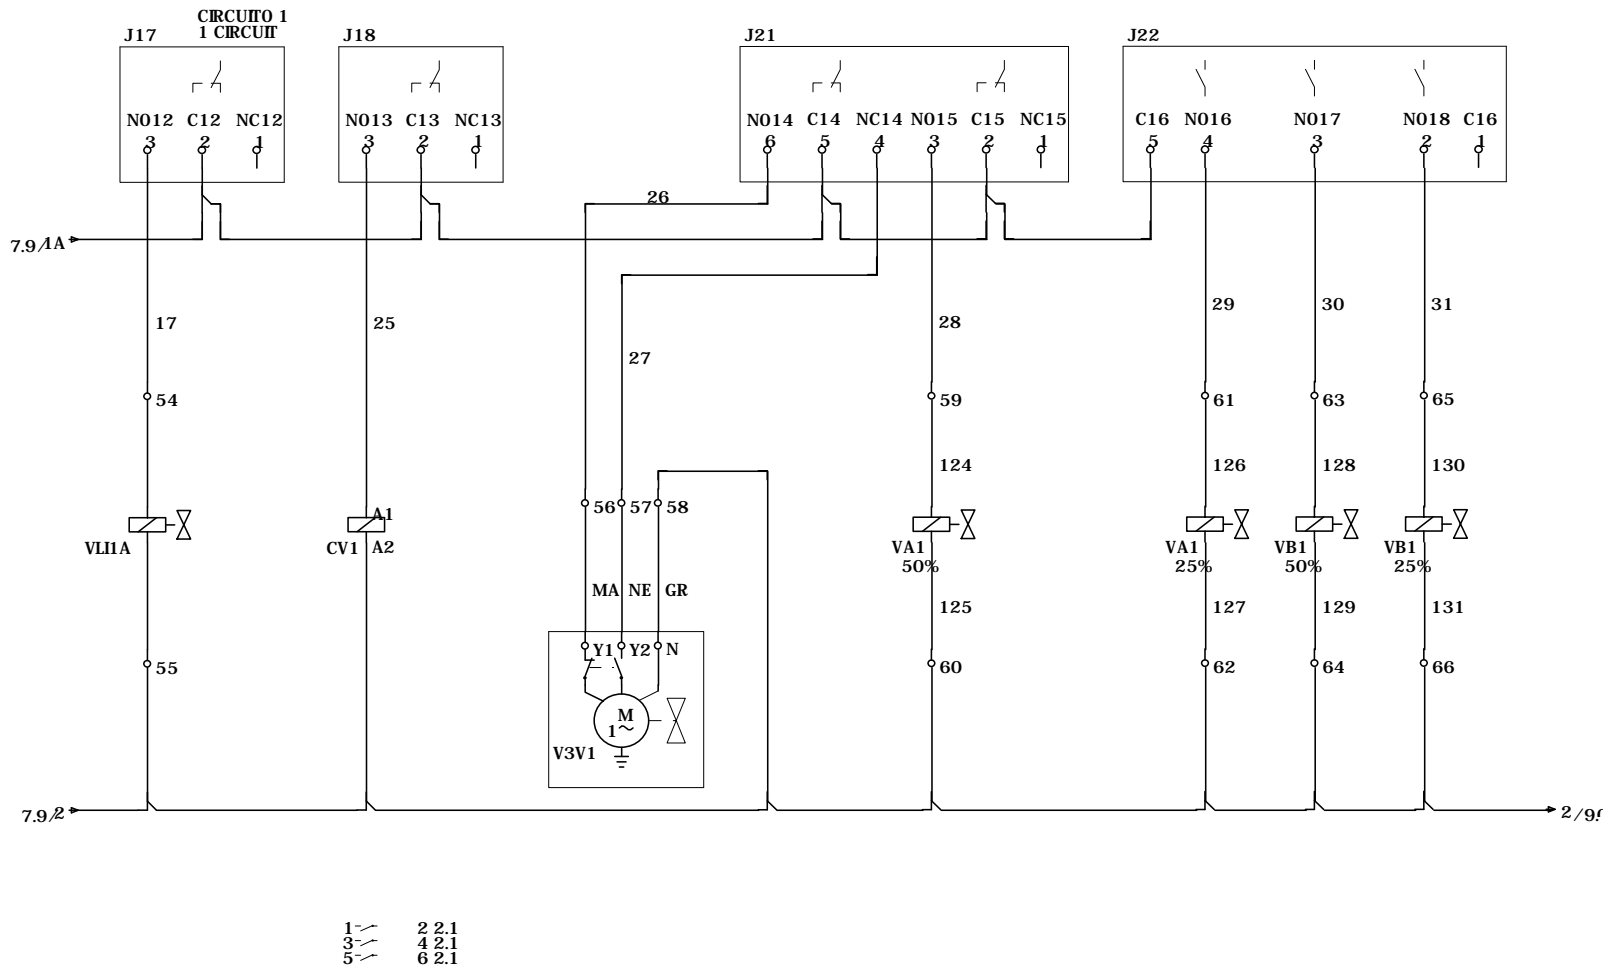 CIRCUITO 1
1 CIRCUIT
J17 J18 J21 J22
NO12 C12 NC12 NO13 C13 NC13 NO14 C14 NC14 NO15 C15 NC15 C16 NO16 NO17 NO18 C16
3 2 1 3 2 1 6 5 4 3 2 1 5 4 3 2 1
26
7.9/1A
29 30 31
17 25 28
27
54 59 61 63 65
124 126 128 130
56 57 58
A1
VLI1A CV1 A2 VA1 VA1 VB1 VB1
50% 25% 50% 25%
MA NE GR
125 127 129 131
Y1 Y2 N
55 60 62 64 66
M
1~
V3V1
7.9/2 2/9.
1 2 2.1
3 4 2.1
5 6 2.1